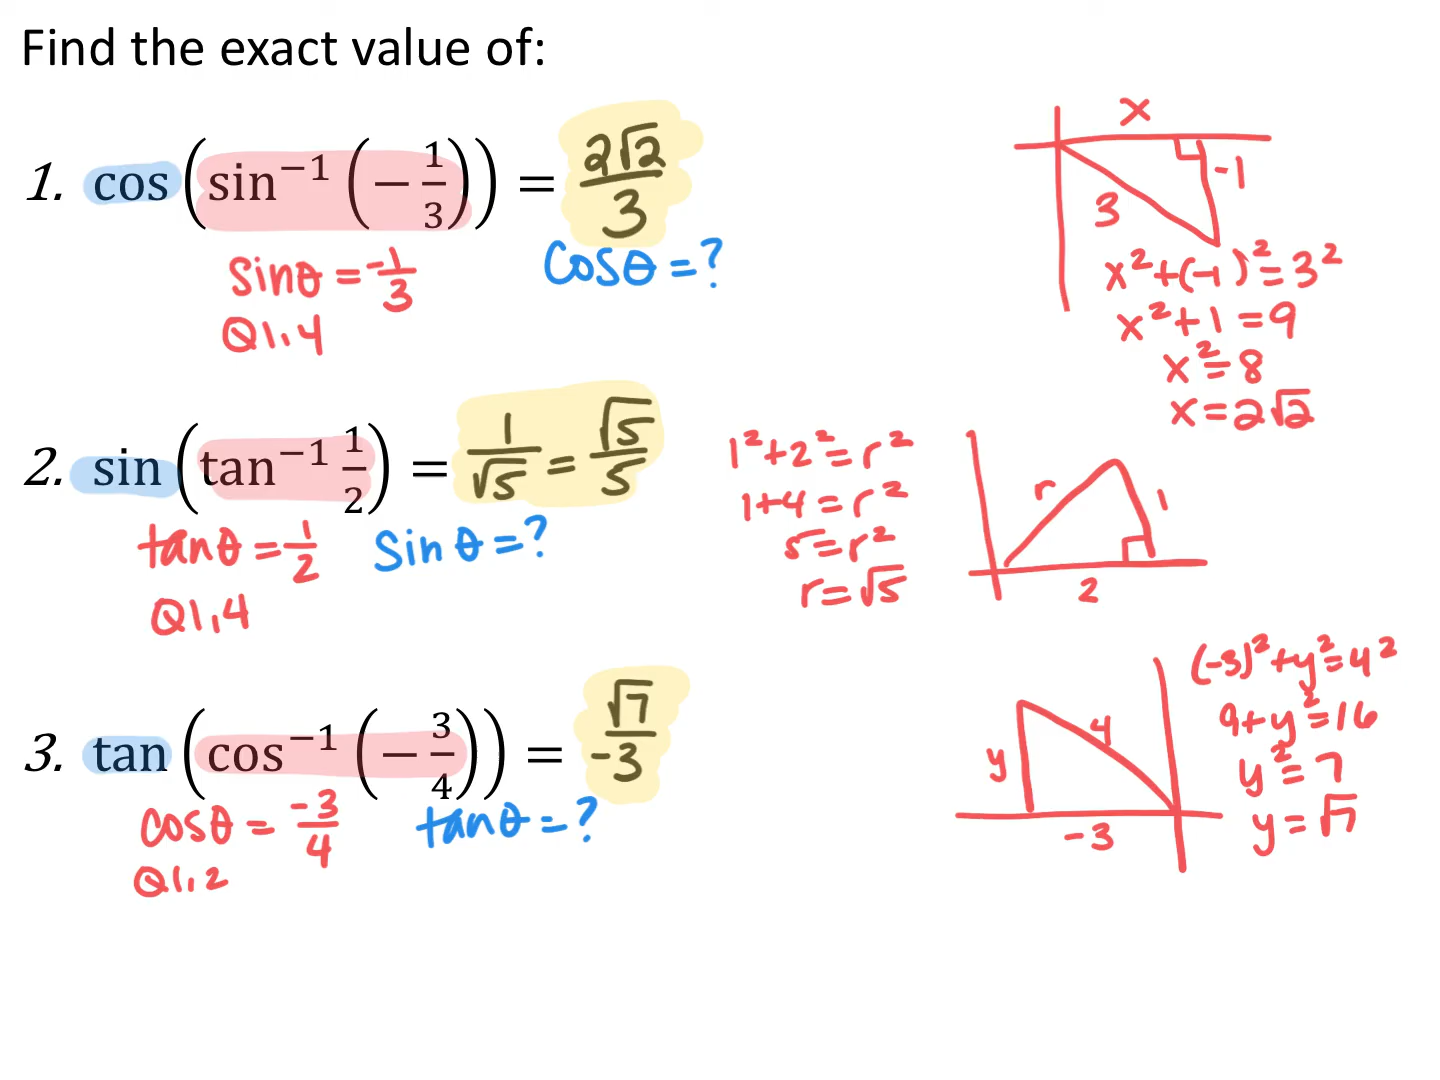 Find the exact value of:
1. cos(sin⁻¹(−1/3)) = 2√2/3
sinθ = -1/3
cosθ = ?
Q1,4
x
3
-1
x² + (-1)² = 3²
x² + 1 = 9
x² = 8
x = 2√2
2. sin(tan⁻¹ 1/2) = 1/√5 = √5/5
tanθ = 1/2
sinθ = ?
Q1,4
1² + 2² = r²
1 + 4 = r²
5 = r²
r = √5
r
1
2
3. tan(cos⁻¹(−3/4)) = √7/-3
cosθ = -3/4
tanθ = ?
Q1,2
y
4
-3
(-3)² + y² = 4²
9 + y² = 16
y² = 7
y = √7